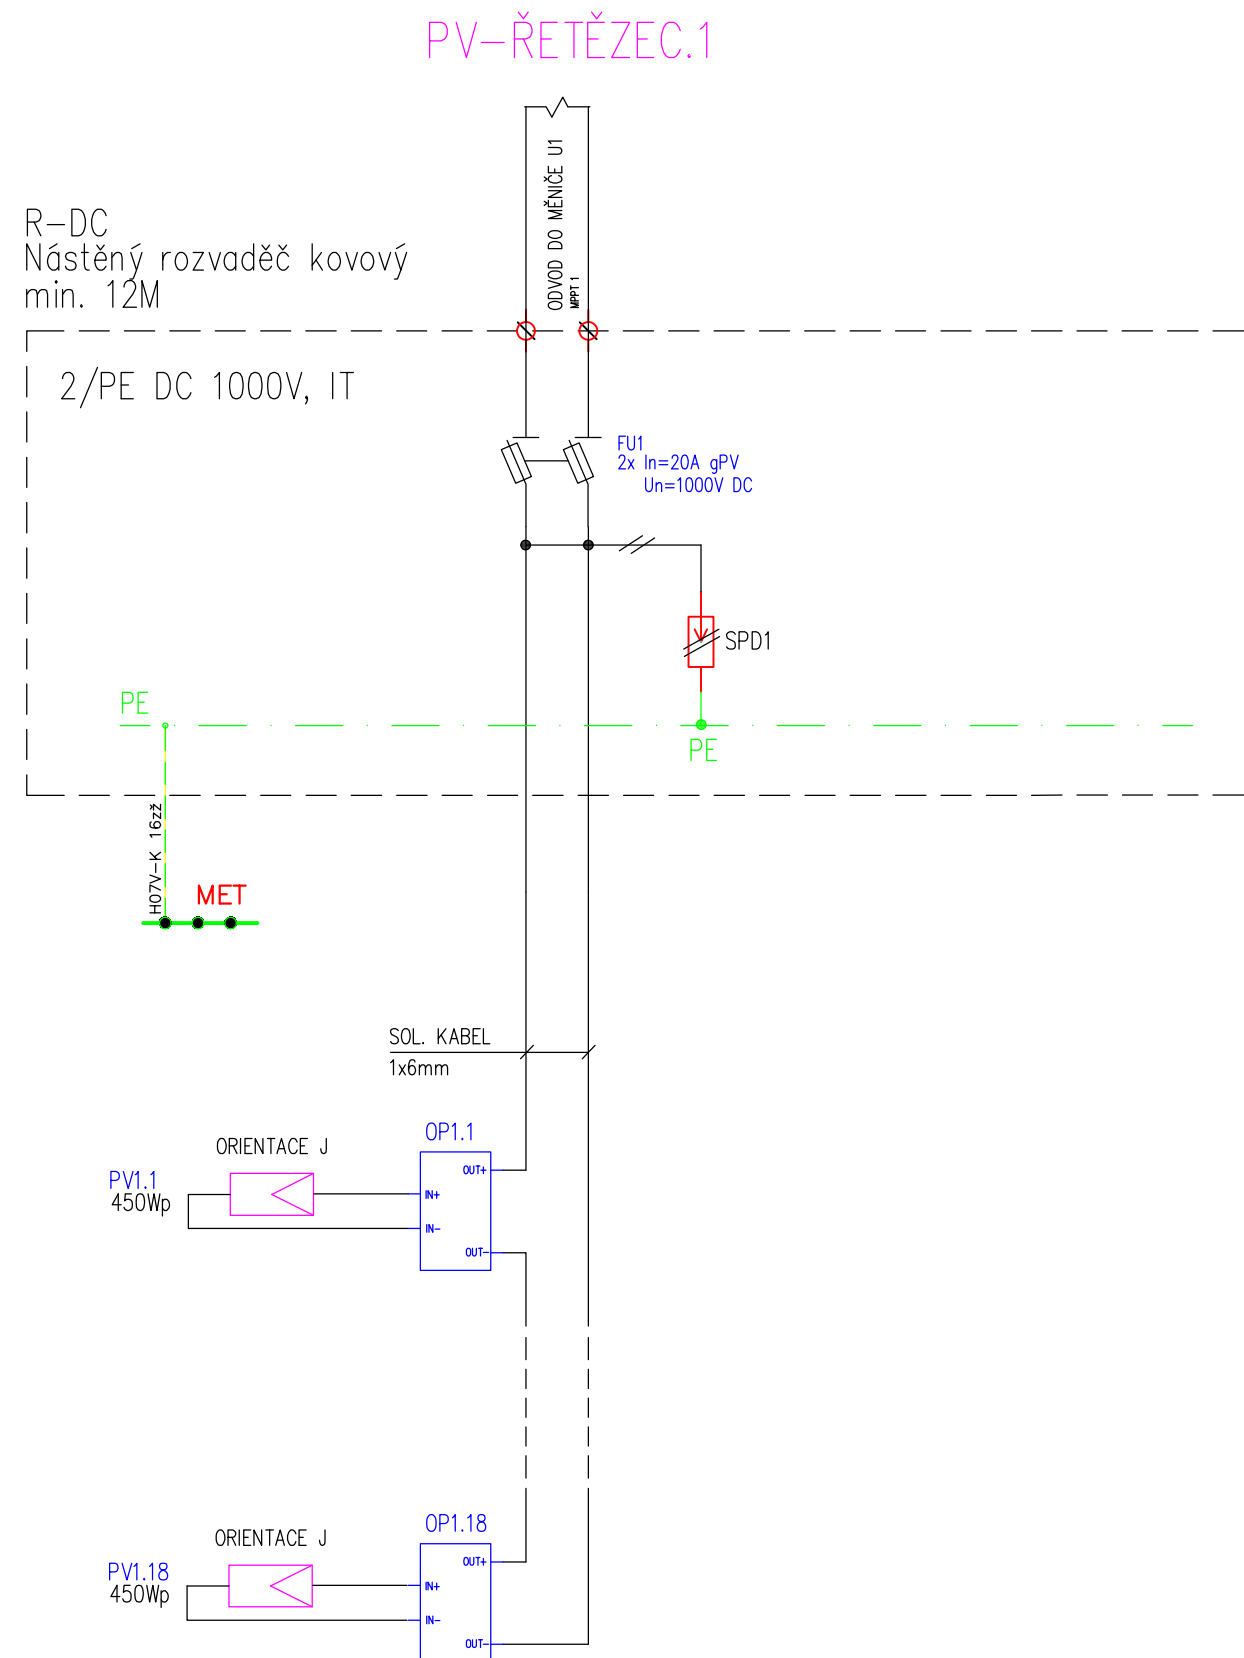 PV-ŘETĚZEC.1
ODVOD DO MĚNIČE U1
MPPT 1
R-DC
Nástěný rozvaděč kovový
min. 12M
2/PE DC 1000V, IT
FU1
2x In=20A gPV
Un=1000V DC
SPD1
PE
PE
H07V-K 16zž
MET
SOL. KABEL
1x6mm
OP1.1
ORIENTACE J
PV1.1
450Wp
OUT+
IN+
IN-
OUT-
OP1.18
ORIENTACE J
PV1.18
450Wp
OUT+
IN+
IN-
OUT-